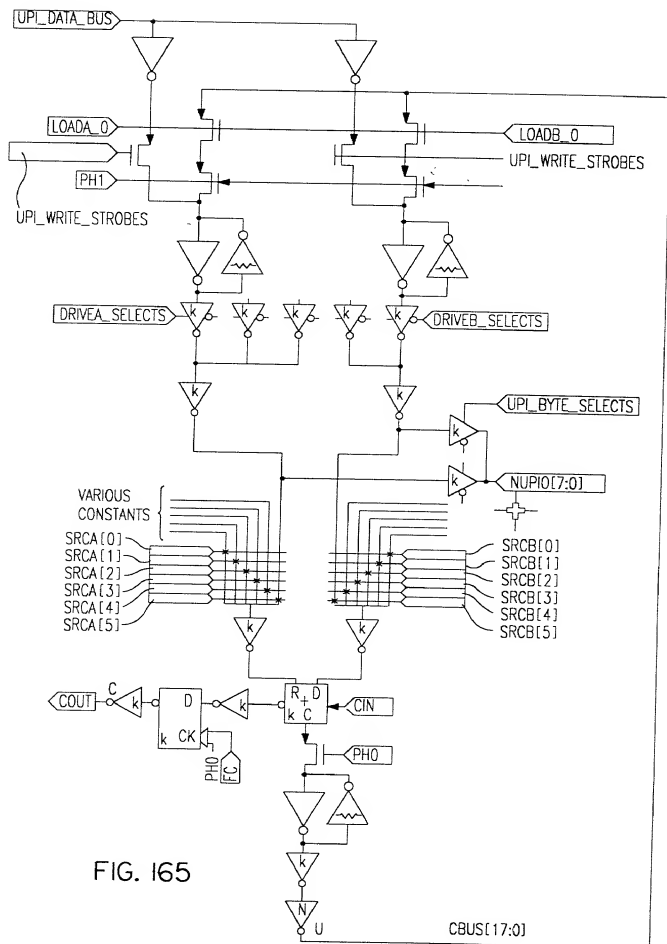 UPI_DATA_BUS
LOADA_0
LOADB_0
UPI_WRITE_STROBES
PH1
UPI_WRITE_STROBES
DRIVEA_SELECTS
k
k
k
k
k
DRIVEB_SELECTS
k
k
UPI_BYTE_SELECTS
k
k
NUPIO[7:0]
VARIOUS
CONSTANTS
SRCA[0]
SRCA[1]
SRCA[2]
SRCA[3]
SRCA[4]
SRCA[5]
SRCB[0]
SRCB[1]
SRCB[2]
SRCB[3]
SRCB[4]
SRCB[5]
k
k
COUT
C
k
D
k
CK
PH0
FC
k
R D
+
k C
CIN
PH0
k
FIG. 165
N
U
CBUS[17:0]